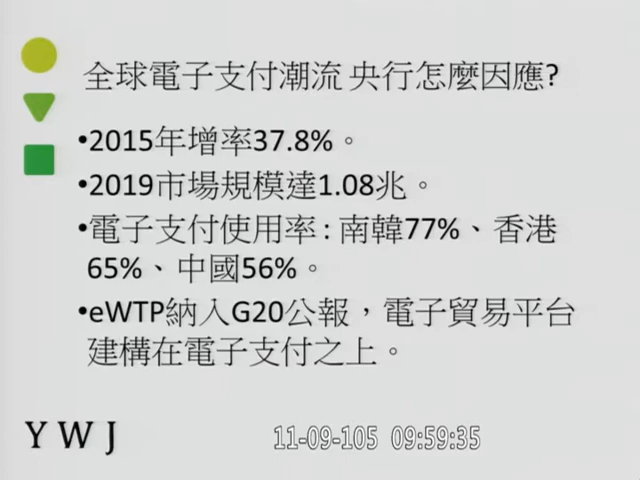 全球電子支付潮流 央行怎麼因應?
•2015年增率37.8%。
•2019市場規模達1.08兆。
•電子支付使用率:南韓77%、香港
65%、中國56%。
•eWTP納入G20公報，電子貿易平台
建構在電子支付之上。
Y W J
11-09-105 09:59:35